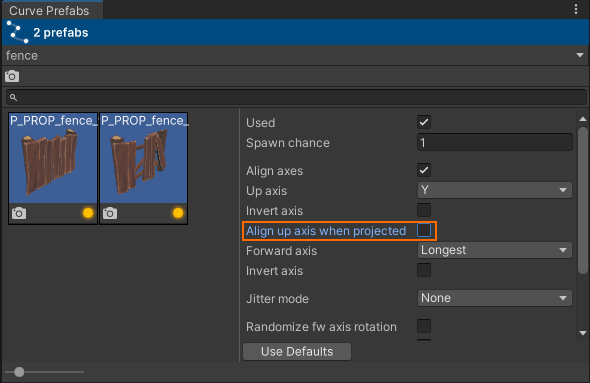 Curve Prefabs
2 prefabs
fence
P_PROP_fence_
P_PROP_fence_
Used
Spawn chance 1
Align axes
Up axis Y
Invert axis
Align up axis when projected
Forward axis Longest
Invert axis
Jitter mode None
Randomize fw axis rotation
Use Defaults